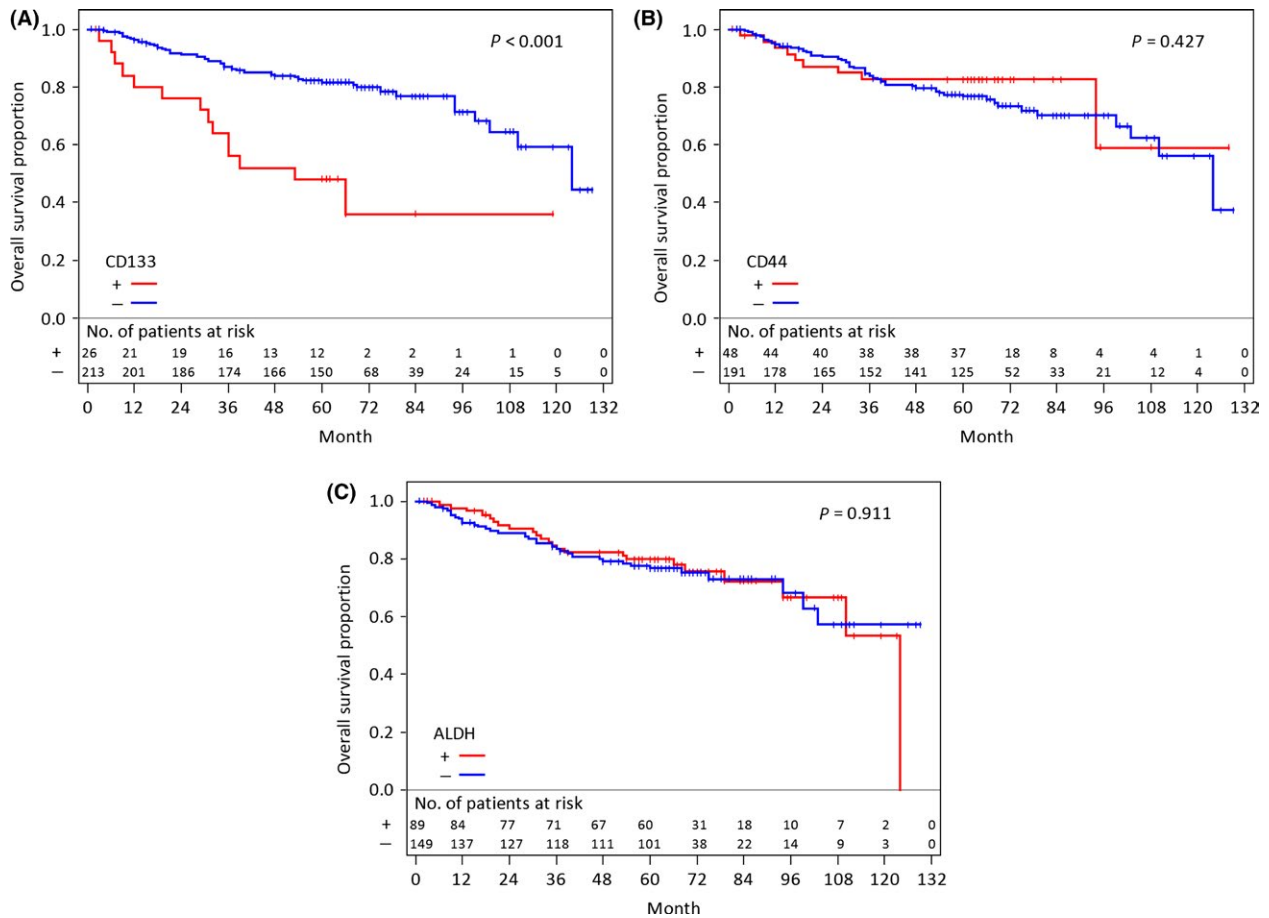 (A)
P < 0.001
1.0
0.8
0.6
0.4
0.2
0.0
Overall survival proportion
CD133
+
—
No. of patients at risk
+ 26 21 19 16 13 12 2 2 1 1 0 0
— 213 201 186 174 166 150 68 39 24 15 5 0
0 12 24 36 48 60 72 84 96 108 120 132
Month
(B)
P = 0.427
1.0
0.8
0.6
0.4
0.2
0.0
Overall survival proportion
CD44
+
—
No. of patients at risk
+ 48 44 40 38 38 37 18 8 4 4 1 0
— 191 178 165 152 141 125 52 33 21 12 4 0
0 12 24 36 48 60 72 84 96 108 120 132
Month
(C)
P = 0.911
1.0
0.8
0.6
0.4
0.2
0.0
Overall survival proportion
ALDH
+
—
No. of patients at risk
+ 89 84 77 71 67 60 31 18 10 7 2 0
— 149 137 127 118 111 101 38 22 14 9 3 0
0 12 24 36 48 60 72 84 96 108 120 132
Month